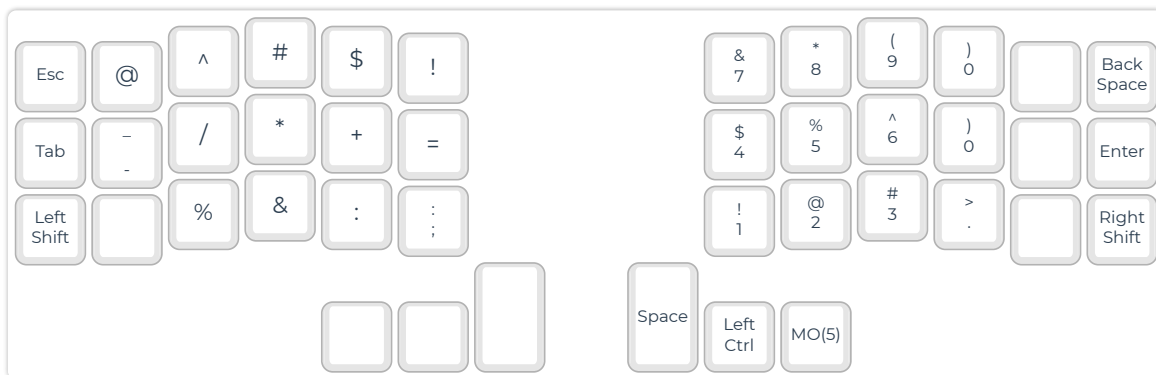 Esc @ ^ # $ !
& 7 * 8 ( 9 ) 0 Back Space
Tab _ - / * + =
$ 4 % 5 ^ 6 ) 0 Enter
Left Shift % & : : ;
! 1 @ 2 # 3 > . Right Shift
Space Left Ctrl MO(5)